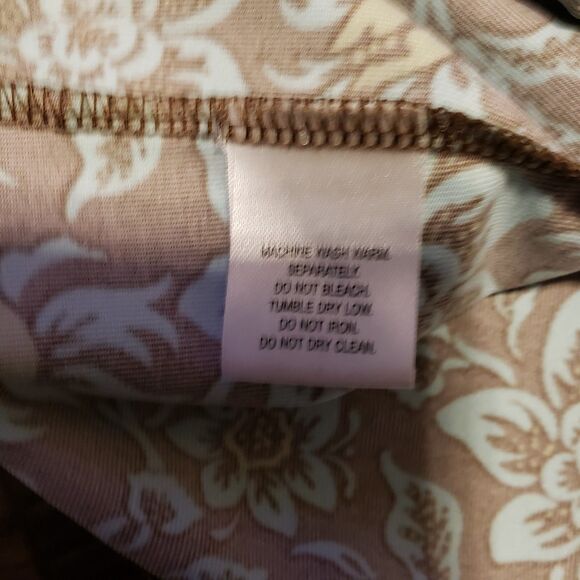 MACHINE WASH WARM.
SEPARATELY.
DO NOT BLEACH.
TUMBLE DRY LOW.
DO NOT IRON.
DO NOT DRY CLEAN.